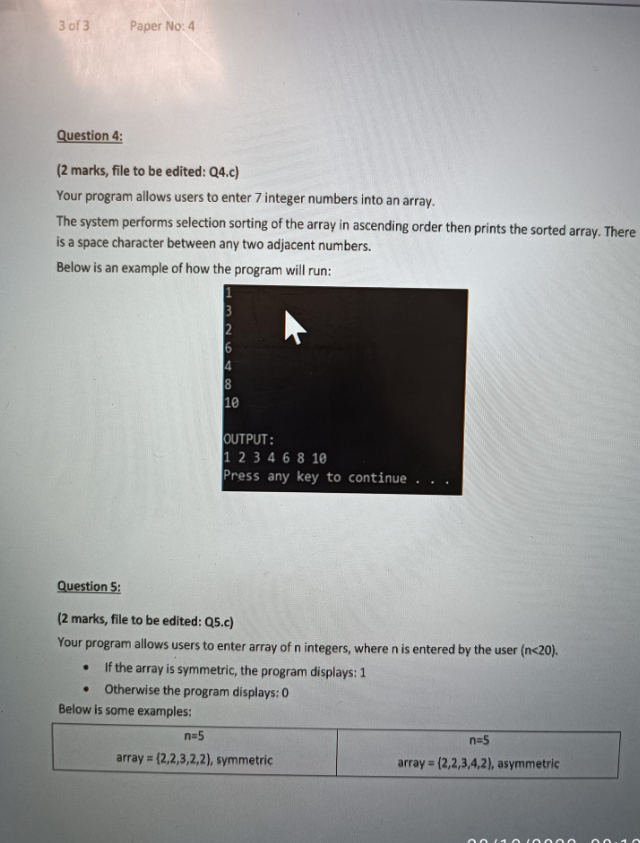 3 of 3 Paper No: 4
Question 4:
(2 marks, file to be edited: Q4.c)
Your program allows users to enter 7 integer numbers into an array.
The system performs selection sorting of the array in ascending order then prints the sorted array. There
is a space character between any two adjacent numbers.
Below is an example of how the program will run:
1
3
2
6
4
8
10
OUTPUT:
1 2 3 4 6 8 10
Press any key to continue . . .
Question 5:
(2 marks, file to be edited: Q5.c)
Your program allows users to enter array of n integers, where n is entered by the user (n<20).
• If the array is symmetric, the program displays: 1
• Otherwise the program displays: 0
Below is some examples:
n=5 n=5
array = {2,2,3,2,2}, symmetric array = {2,2,3,4,2}, asymmetric